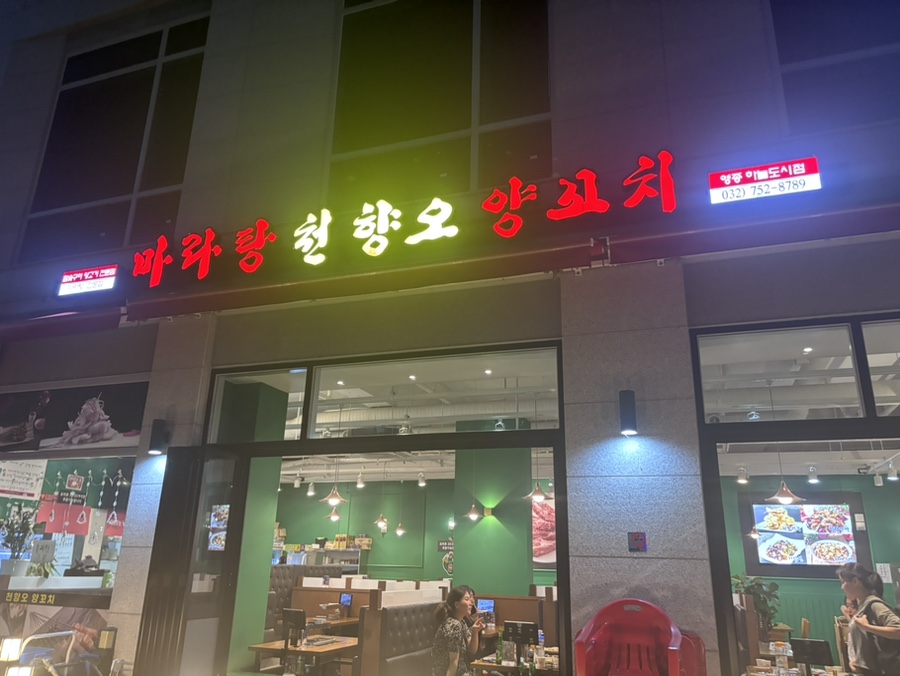 마라탕 천향오 양꼬치
영종 하늘도시점
032) 752-8789
천향오 양꼬치